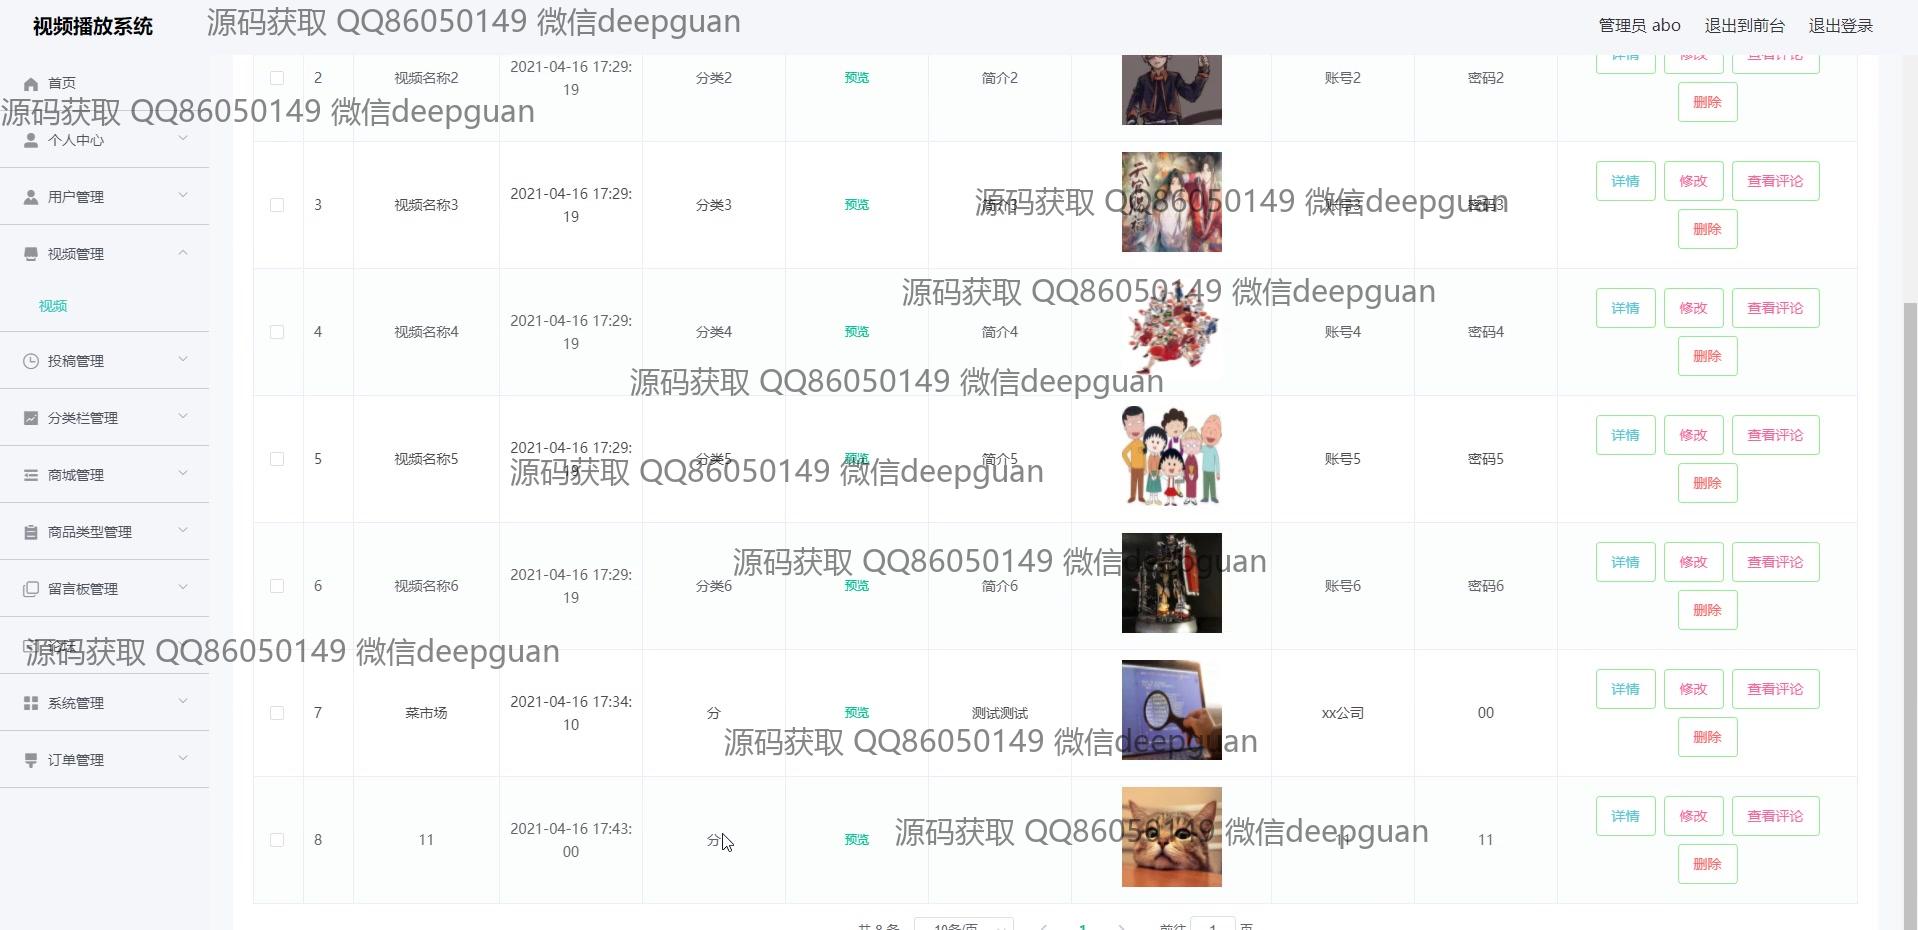 视频播放系统
源码获取 QQ86050149 微信deepguan
管理员 abo
退出到前台
退出登录
首页
源码获取 QQ86050149 微信deepguan
个人中心
用户管理
视频管理
视频
投稿管理
分类栏管理
商城管理
商品类型管理
留言板管理
论坛
源码获取 QQ86050149 微信deepguan
系统管理
订单管理
2 视频名称2 2021-04-16 17:29:19 分类2 预览 简介2 账号2 密码2 详情 修改 查看评论
删除
3 视频名称3 2021-04-16 17:29:19 分类3 预览 简介3 账号3 密码3 详情 修改 查看评论
删除
源码获取 QQ86050149 微信deepguan
源码获取 QQ86050149 微信deepguan
4 视频名称4 2021-04-16 17:29:19 分类4 预览 简介4 账号4 密码4 详情 修改 查看评论
删除
源码获取 QQ86050149 微信deepguan
5 视频名称5 2021-04-16 17:29:19 分类5 预览 简介5 账号5 密码5 详情 修改 查看评论
删除
源码获取 QQ86050149 微信deepguan
源码获取 QQ86050149 微信deepguan
6 视频名称6 2021-04-16 17:29:19 分类6 预览 简介6 账号6 密码6 详情 修改 查看评论
删除
7 菜市场 2021-04-16 17:34:10 分 预览 测试测试 xx公司 00 详情 修改 查看评论
删除
源码获取 QQ86050149 微信deepguan
8 11 2021-04-16 17:43:00 分 预览 11 11 详情 修改 查看评论
删除
源码获取 QQ86050149 微信deepguan
共 8 条 10条/页 1 前往 1 页